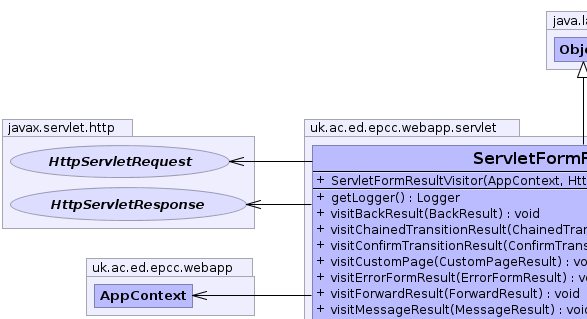 java.la
Obje
javax.servlet.http
uk.ac.ed.epcc.webapp.servlet
HttpServletRequest
ServletFormR
+ ServletFormResultVisitor(AppContext, Htt
HttpServletResponse
+ getLogger() : Logger
+ visitBackResult(BackResult) : void
+ visitChainedTransitionResult(ChainedTran
+ visitConfirmTransitionResult(ConfirmTrans
+ visitCustomPage(CustomPageResult) : vo
+ visitErrorFormResult(ErrorFormResult) : v
+ visitForwardResult(ForwardResult) : void
+ visitMessageResult(MessageResult) : voi
uk.ac.ed.epcc.webapp
AppContext